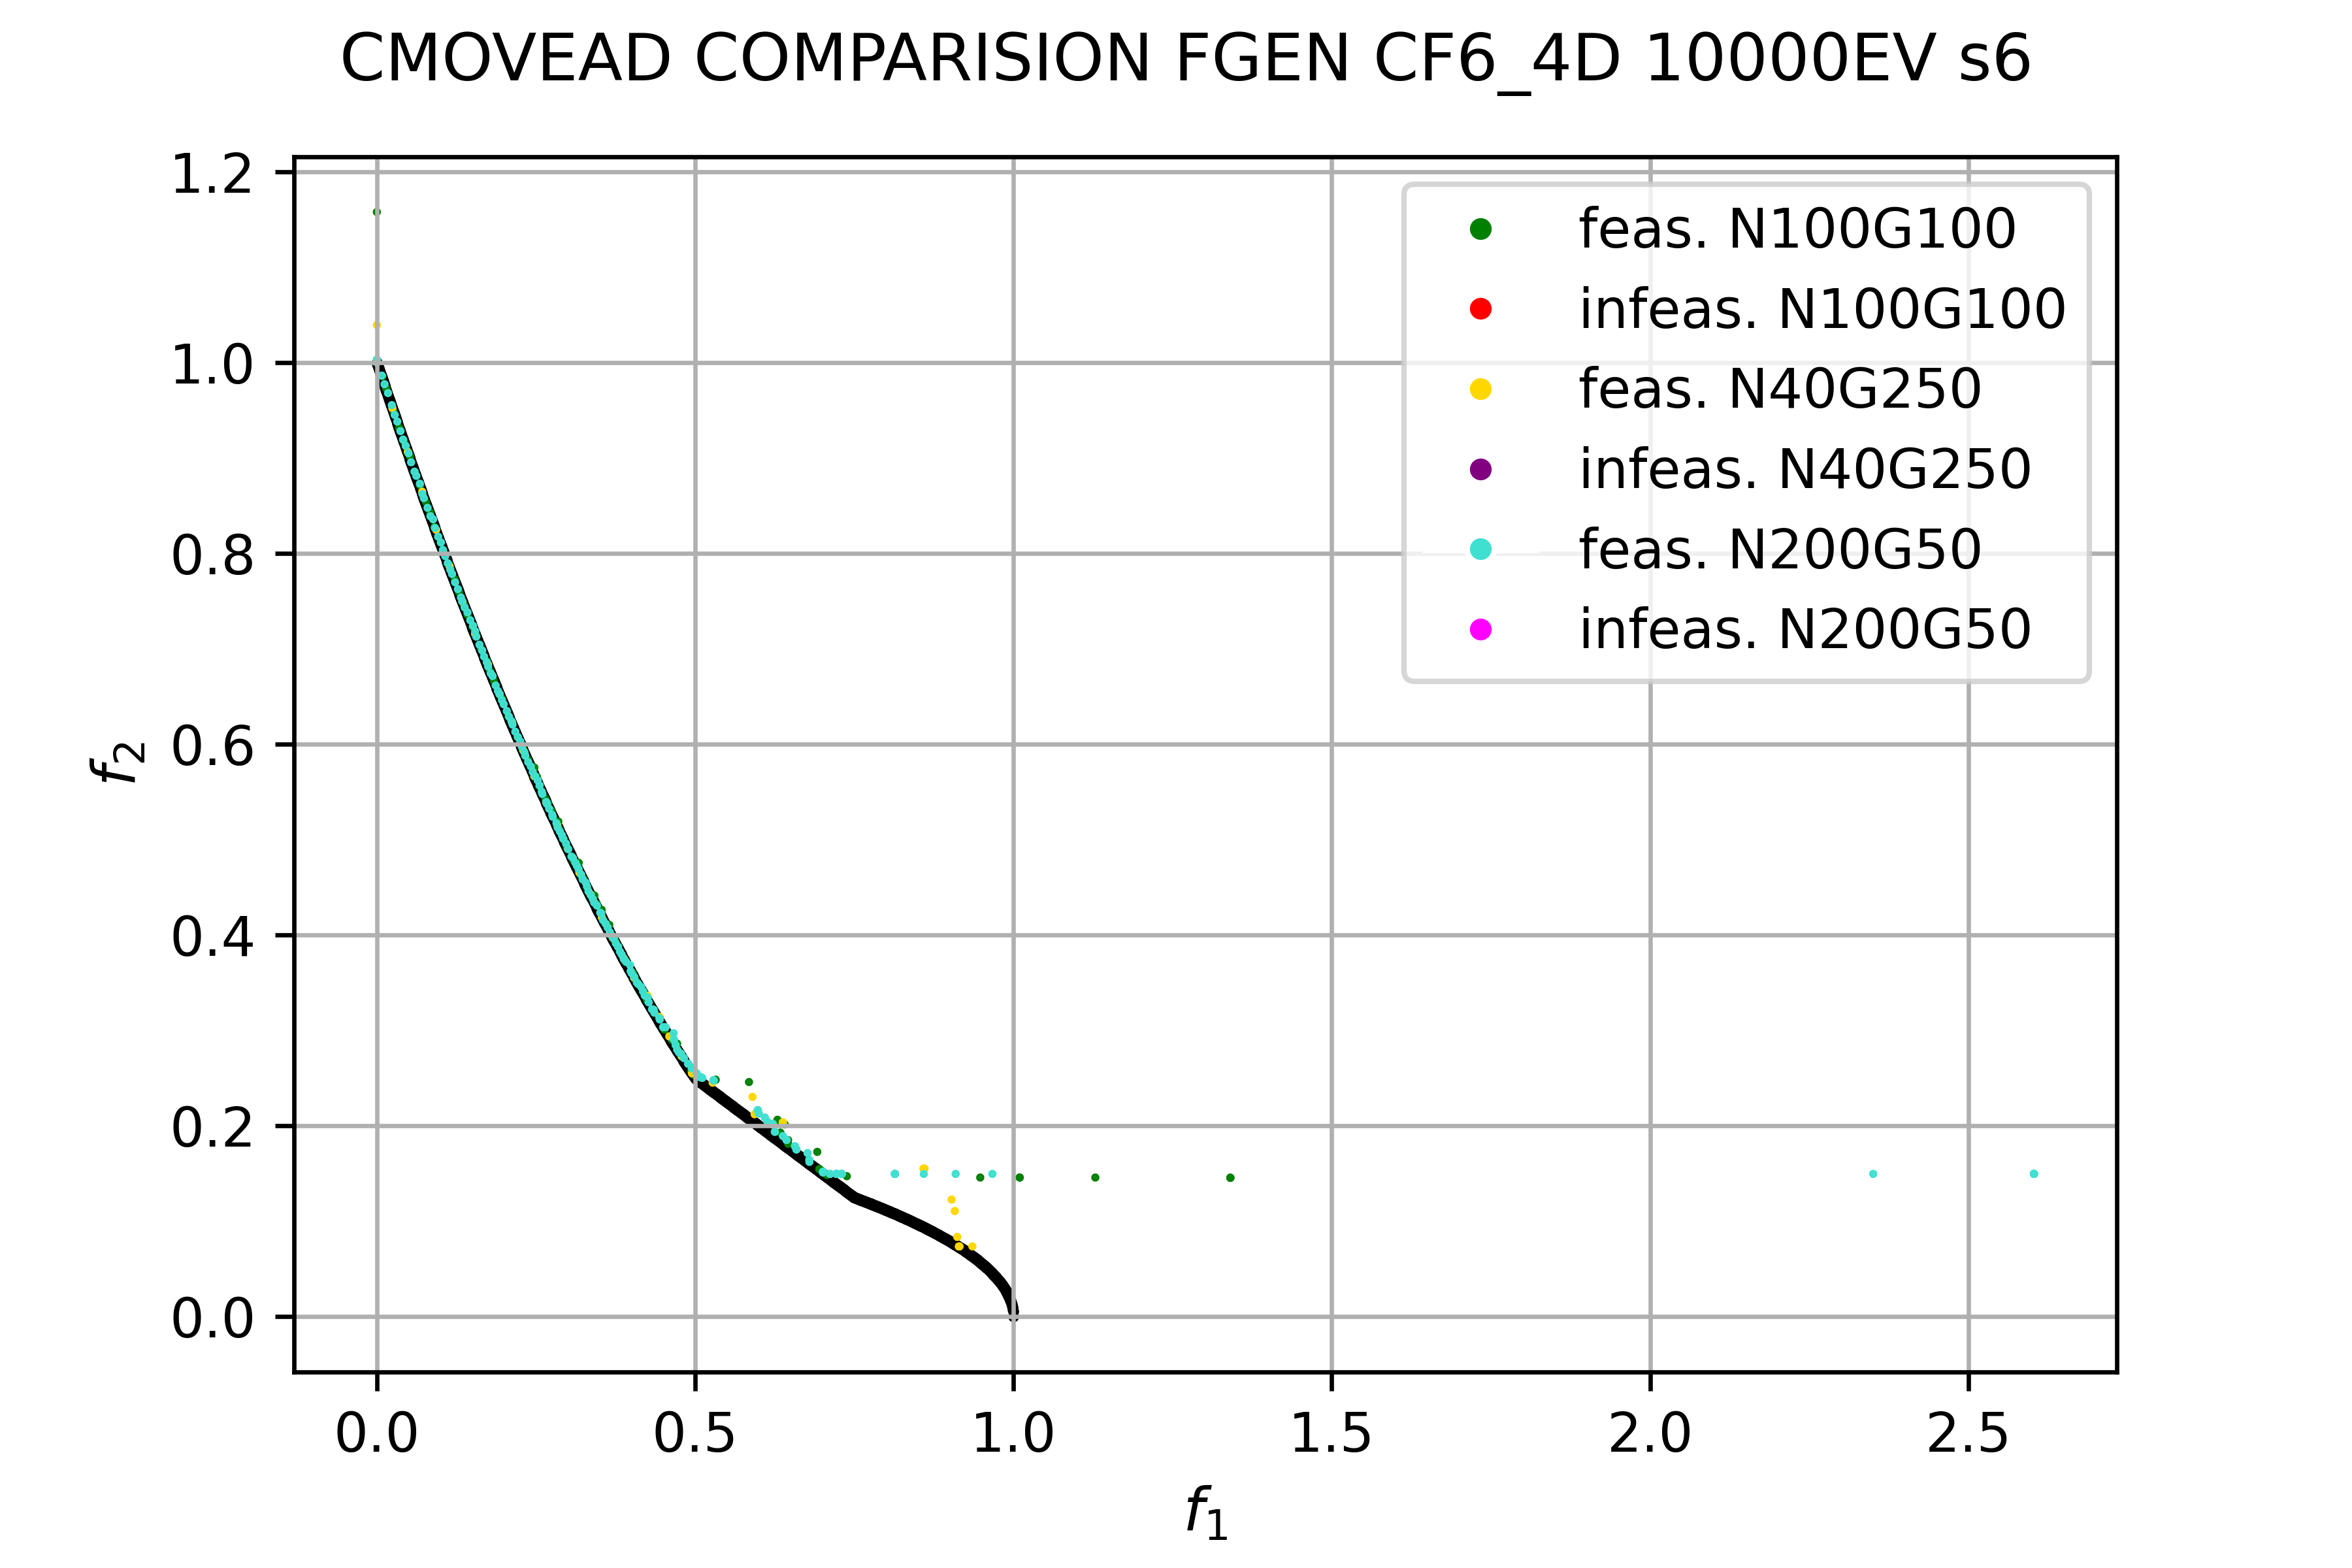 CMOVEAD COMPARISION FGEN CF6_4D 10000EV s6
1.2
1.0
0.8
0.6
0.4
0.2
0.0
f2
feas. N100G100
infeas. N100G100
feas. N40G250
infeas. N40G250
feas. N200G50
infeas. N200G50
0.0 0.5 1.0 1.5 2.0 2.5
f1